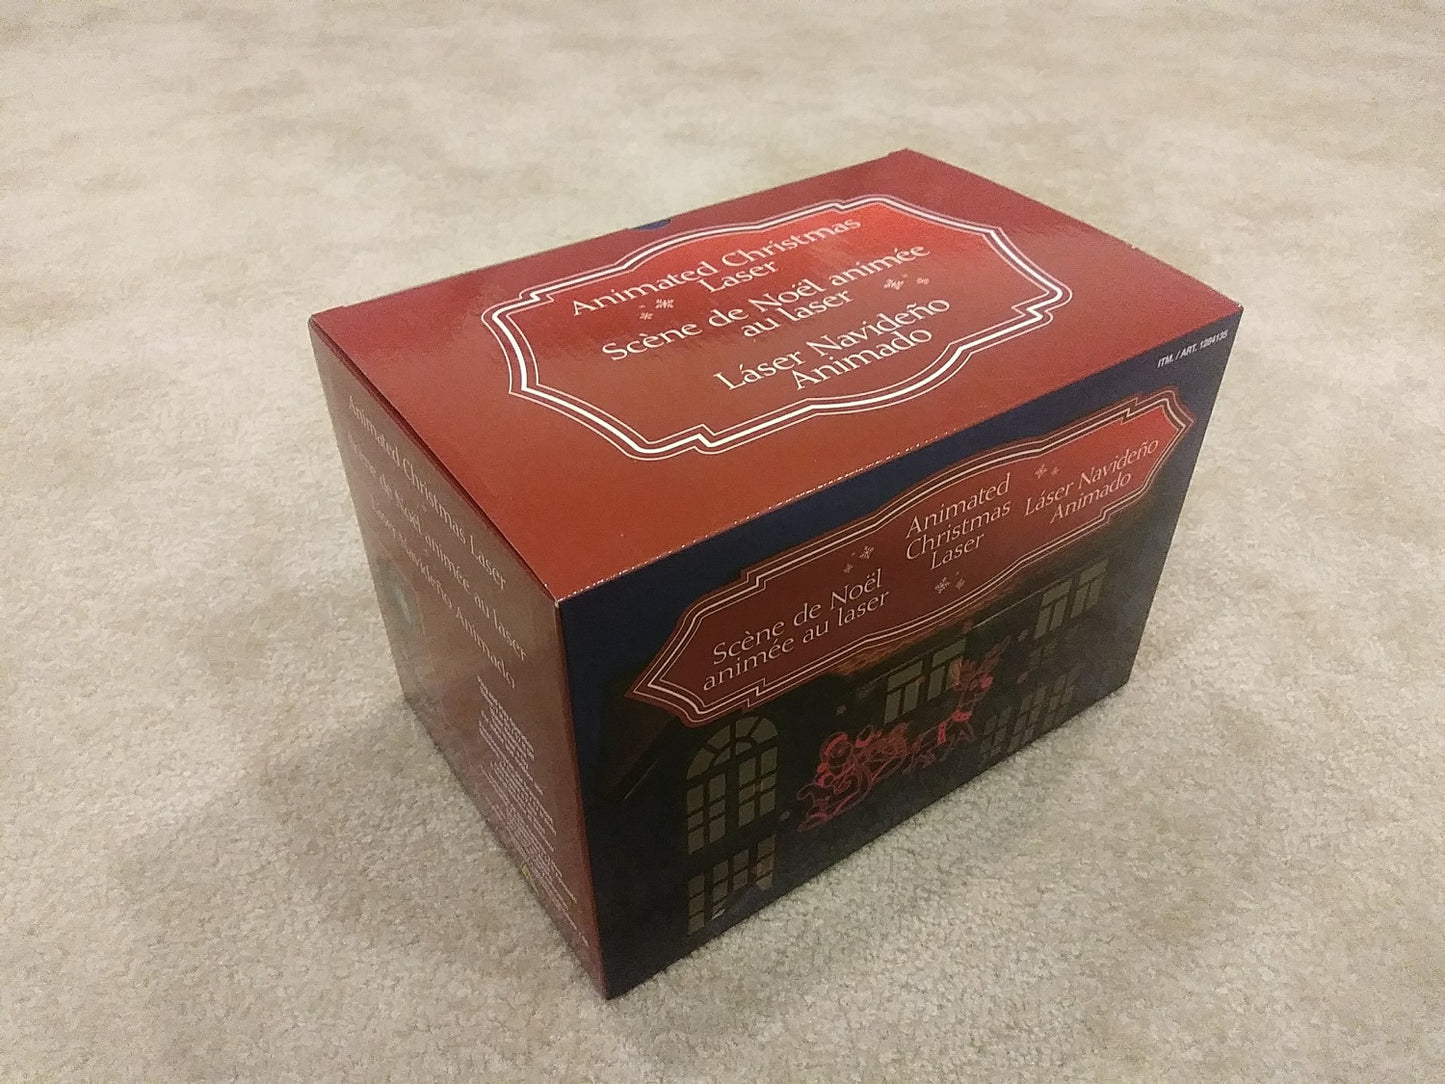 Animated Christmas
Laser
Scène de Noël animée
au laser
Láser Navideño
Animado
ITM. / ART. 1284135
Scène de Noël
animée au laser
Animated
Christmas
Laser
Láser Navideño
Animado
Animated Christmas Laser
Scène de Noël animée au laser
Láser Navideño Animado